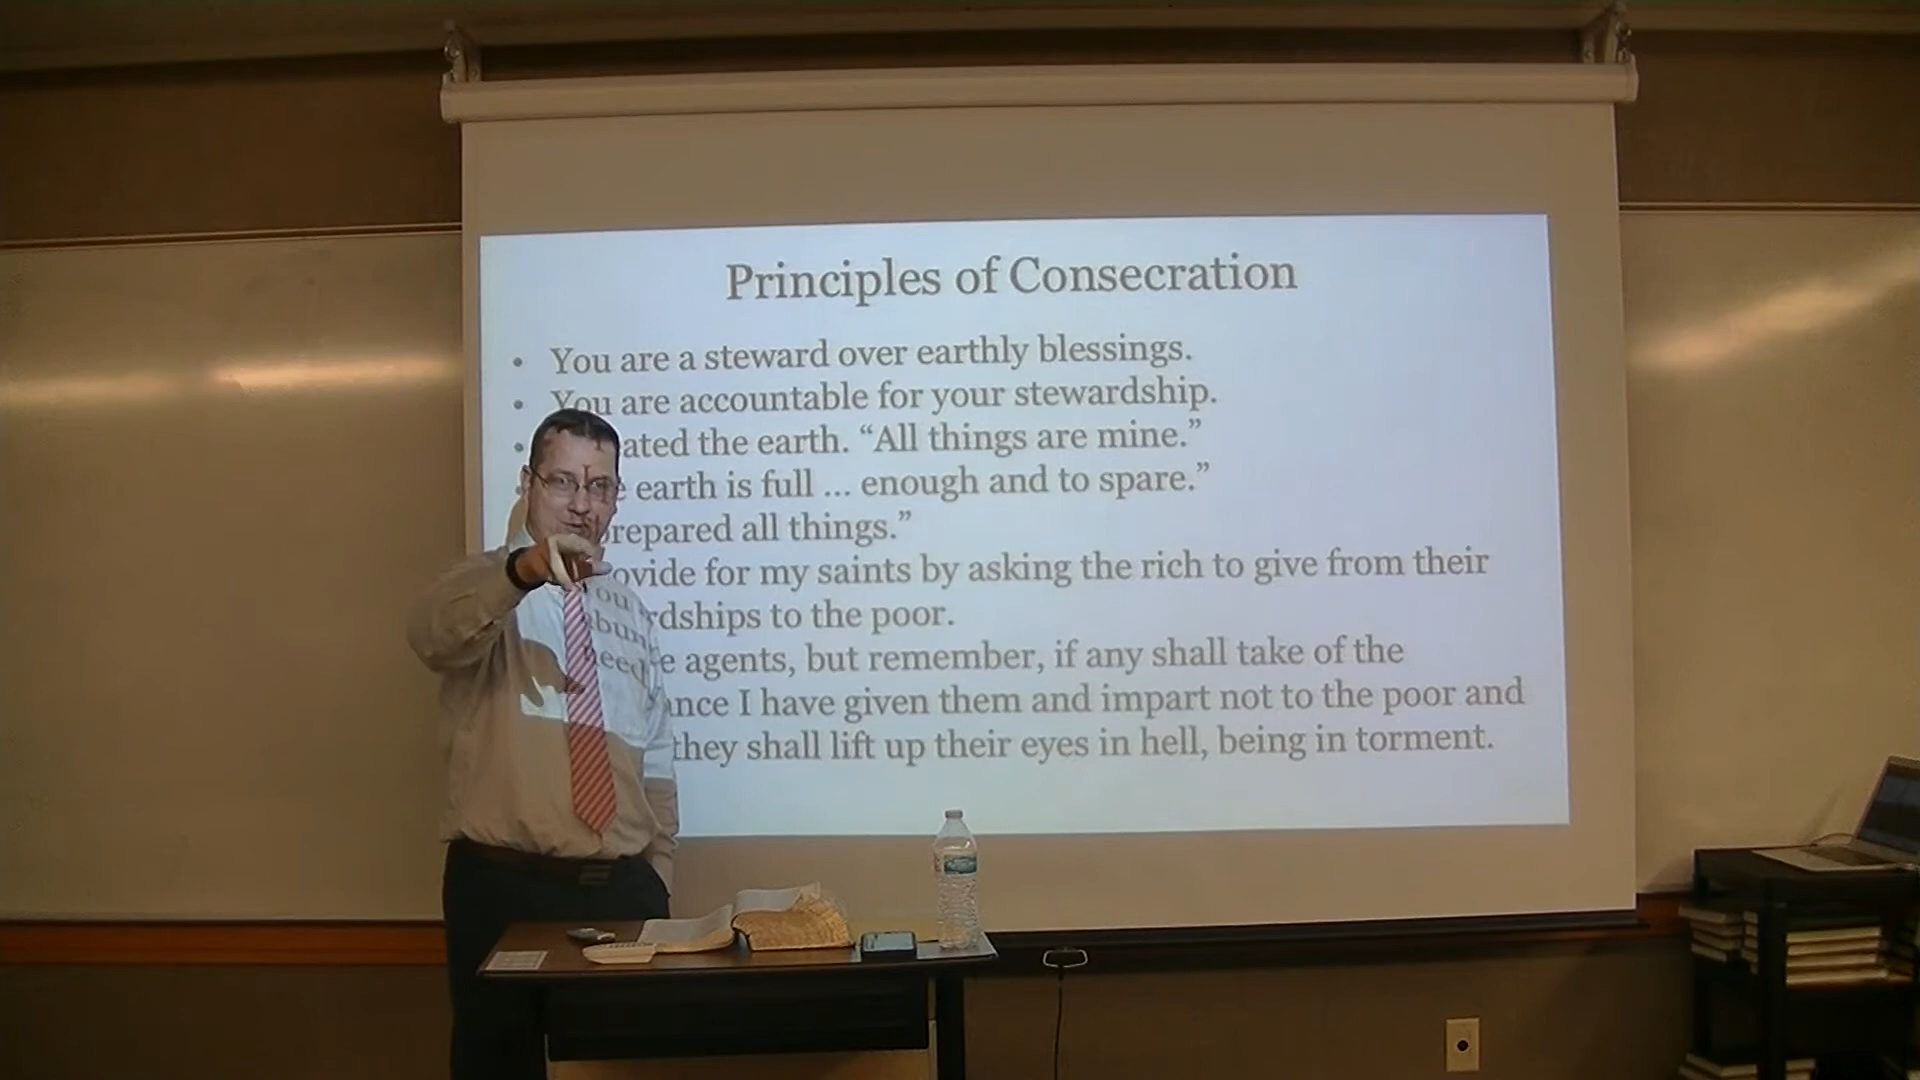 Principles of Consecration
• You are a steward over earthly blessings.
• You are accountable for your stewardship.
• ated the earth. “All things are mine.”
e earth is full ... enough and to spare.”
repared all things.”
ovide for my saints by asking the rich to give from their
rdships to the poor.
You e agents, but remember, if any shall take of the
abun ance I have given them and impart not to the poor and
need they shall lift up their eyes in hell, being in torment.